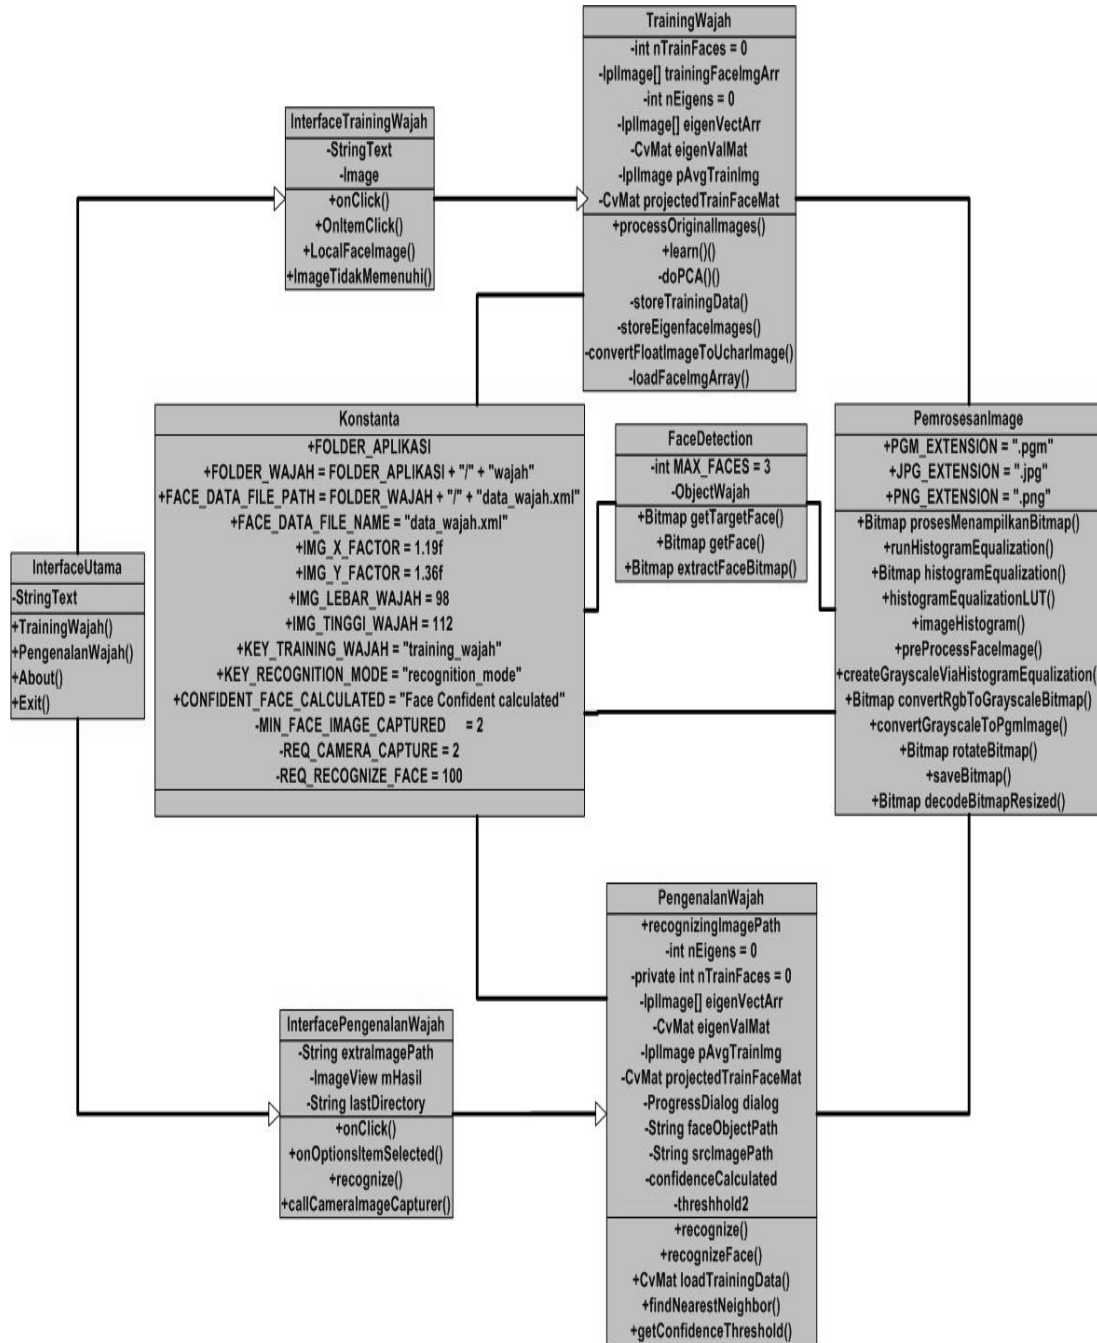 TrainingWajah
-int nTrainFaces = 0
-IplImage[] trainingFaceImgArr
-int nEigens = 0
-IplImage[] eigenVectArr
-CvMat eigenValMat
-IplImage pAvgTrainImg
-CvMat projectedTrainFaceMat
+processOriginalImages()
+learn()()
-doPCA()()
-storeTrainingData()
-storeEigenfaceImages()
-convertFloatImageToUcharImage()
-loadFaceImgArray()
InterfaceTrainingWajah
-StringText
-Image
+onClick()
+OnItemClick()
+LocalFaceImage()
+ImageTidakMemenuhi()
Konstanta
+FOLDER_APLIKASI
+FOLDER_WAJAH = FOLDER_APLIKASI + "/" + "wajah"
+FACE_DATA_FILE_PATH = FOLDER_WAJAH + "/" + "data_wajah.xml"
+FACE_DATA_FILE_NAME = "data_wajah.xml"
+IMG_X_FACTOR = 1.19f
+IMG_Y_FACTOR = 1.36f
+IMG_LEBAR_WAJAH = 98
+IMG_TINGGI_WAJAH = 112
+KEY_TRAINING_WAJAH = "training_wajah"
+KEY_RECOGNITION_MODE = "recognition_mode"
+CONFIDENT_FACE_CALCULATED = "Face Confident calculated"
-MIN_FACE_IMAGE_CAPTURED = 2
-REQ_CAMERA_CAPTURE = 2
-REQ_RECOGNIZE_FACE = 100
FaceDetection
-int MAX_FACES = 3
-ObjectWajah
+Bitmap getTargetFace()
+Bitmap getFace()
+Bitmap extractFaceBitmap()
PemrosesanImage
+PGM_EXTENSION = ".pgm"
+JPG_EXTENSION = ".jpg"
+PNG_EXTENSION = ".png"
+Bitmap prosesMenampilkanBitmap()
+runHistogramEqualization()
+Bitmap histogramEqualization()
+histogramEqualizationLUT()
+imageHistogram()
+preProcessFaceImage()
+createGrayscaleViaHistogramEqualization()
+Bitmap convertRgbToGrayscaleBitmap()
+convertGrayscaleToPgmImage()
+Bitmap rotateBitmap()
+saveBitmap()
+Bitmap decodeBitmapResized()
InterfaceUtama
-StringText
+TrainingWajah()
+PengenalanWajah()
+About()
+Exit()
InterfacePengenalanWajah
-String extraImagePath
-ImageView mHasil
-String lastDirectory
+onClick()
+onOptionsItemSelected()
+recognize()
+callCameraImageCapturer()
PengenalanWajah
+recognizingImagePath
-int nEigens = 0
-private int nTrainFaces = 0
-IplImage[] eigenVectArr
-CvMat eigenValMat
-IplImage pAvgTrainImg
-CvMat projectedTrainFaceMat
-ProgressDialog dialog
-String faceObjectPath
-String srcImagePath
-confidenceCalculated
-threshhold2
+recognize()
+recognizeFace()
+CvMat loadTrainingData()
+findNearestNeighbor()
+getConfidenceThreshold()